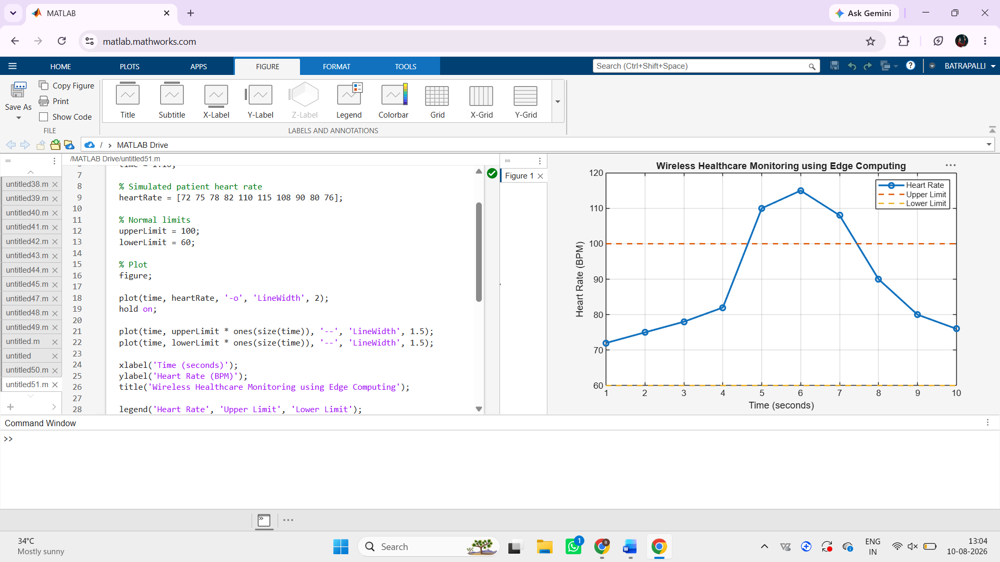 MATLAB
Ask Gemini
matlab.mathworks.com
HOME
PLOTS
APPS
FIGURE
FORMAT
TOOLS
Search (Ctrl+Shift+Space)
BATRAPALLI
Save As
Copy Figure
Print
Show Code
FILE
Title
Subtitle
X-Label
Y-Label
Z-Label
Legend
Colorbar
Grid
X-Grid
Y-Grid
LABELS AND ANNOTATIONS
/ › MATLAB Drive
/MATLAB Drive/untitled51.m
untitled38.m
untitled39.m
untitled40.m
untitled41.m
untitled42.m
untitled43.m
untitled44.m
untitled45.m
untitled47.m
untitled48.m
untitled49.m
untitled.m
untitled
untitled50.m
untitled51.m
7
8 % Simulated patient heart rate
9 heartRate = [72 75 78 82 110 115 108 90 80 76];
10
11 % Normal limits
12 upperLimit = 100;
13 lowerLimit = 60;
14
15 % Plot
16 figure;
17
18 plot(time, heartRate, '-o', 'LineWidth', 2);
19 hold on;
20
21 plot(time, upperLimit * ones(size(time)), '--', 'LineWidth', 1.5);
22 plot(time, lowerLimit * ones(size(time)), '--', 'LineWidth', 1.5);
23
24 xlabel('Time (seconds)');
25 ylabel('Heart Rate (BPM)');
26 title('Wireless Healthcare Monitoring using Edge Computing');
27
28 legend('Heart Rate', 'Upper Limit', 'Lower Limit');
Figure 1
Wireless Healthcare Monitoring using Edge Computing
Heart Rate
Upper Limit
Lower Limit
120
110
100
90
80
70
60
Heart Rate (BPM)
1 2 3 4 5 6 7 8 9 10
Time (seconds)
Command Window
>>
34°C
Mostly sunny
Search
1
B
W
ENG
IN
13:04
10-08-2026